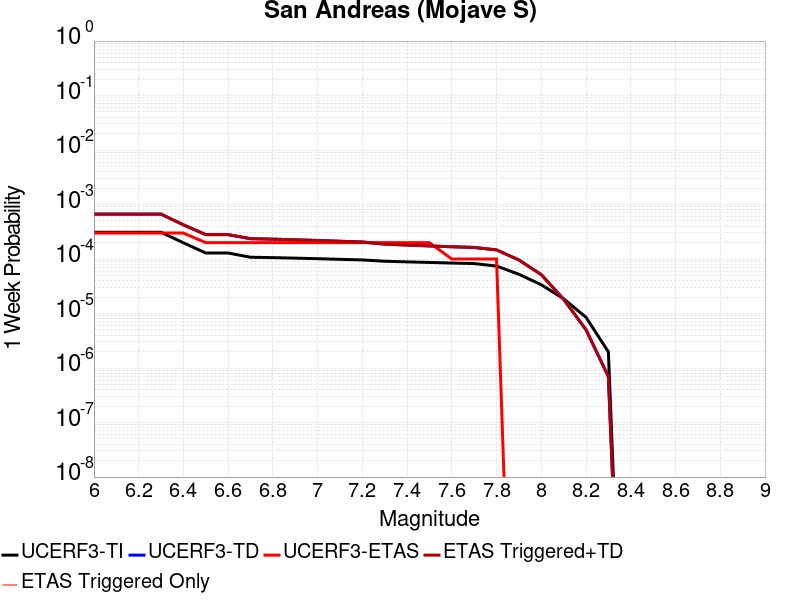 San Andreas (Mojave S)
1 Week Probability
10^0
10^-1
10^-2
10^-3
10^-4
10^-5
10^-6
10^-7
10^-8
6 6.2 6.4 6.6 6.8 7 7.2 7.4 7.6 7.8 8 8.2 8.4 8.6 8.8 9
Magnitude
UCERF3-TI UCERF3-TD UCERF3-ETAS ETAS Triggered+TD
ETAS Triggered Only